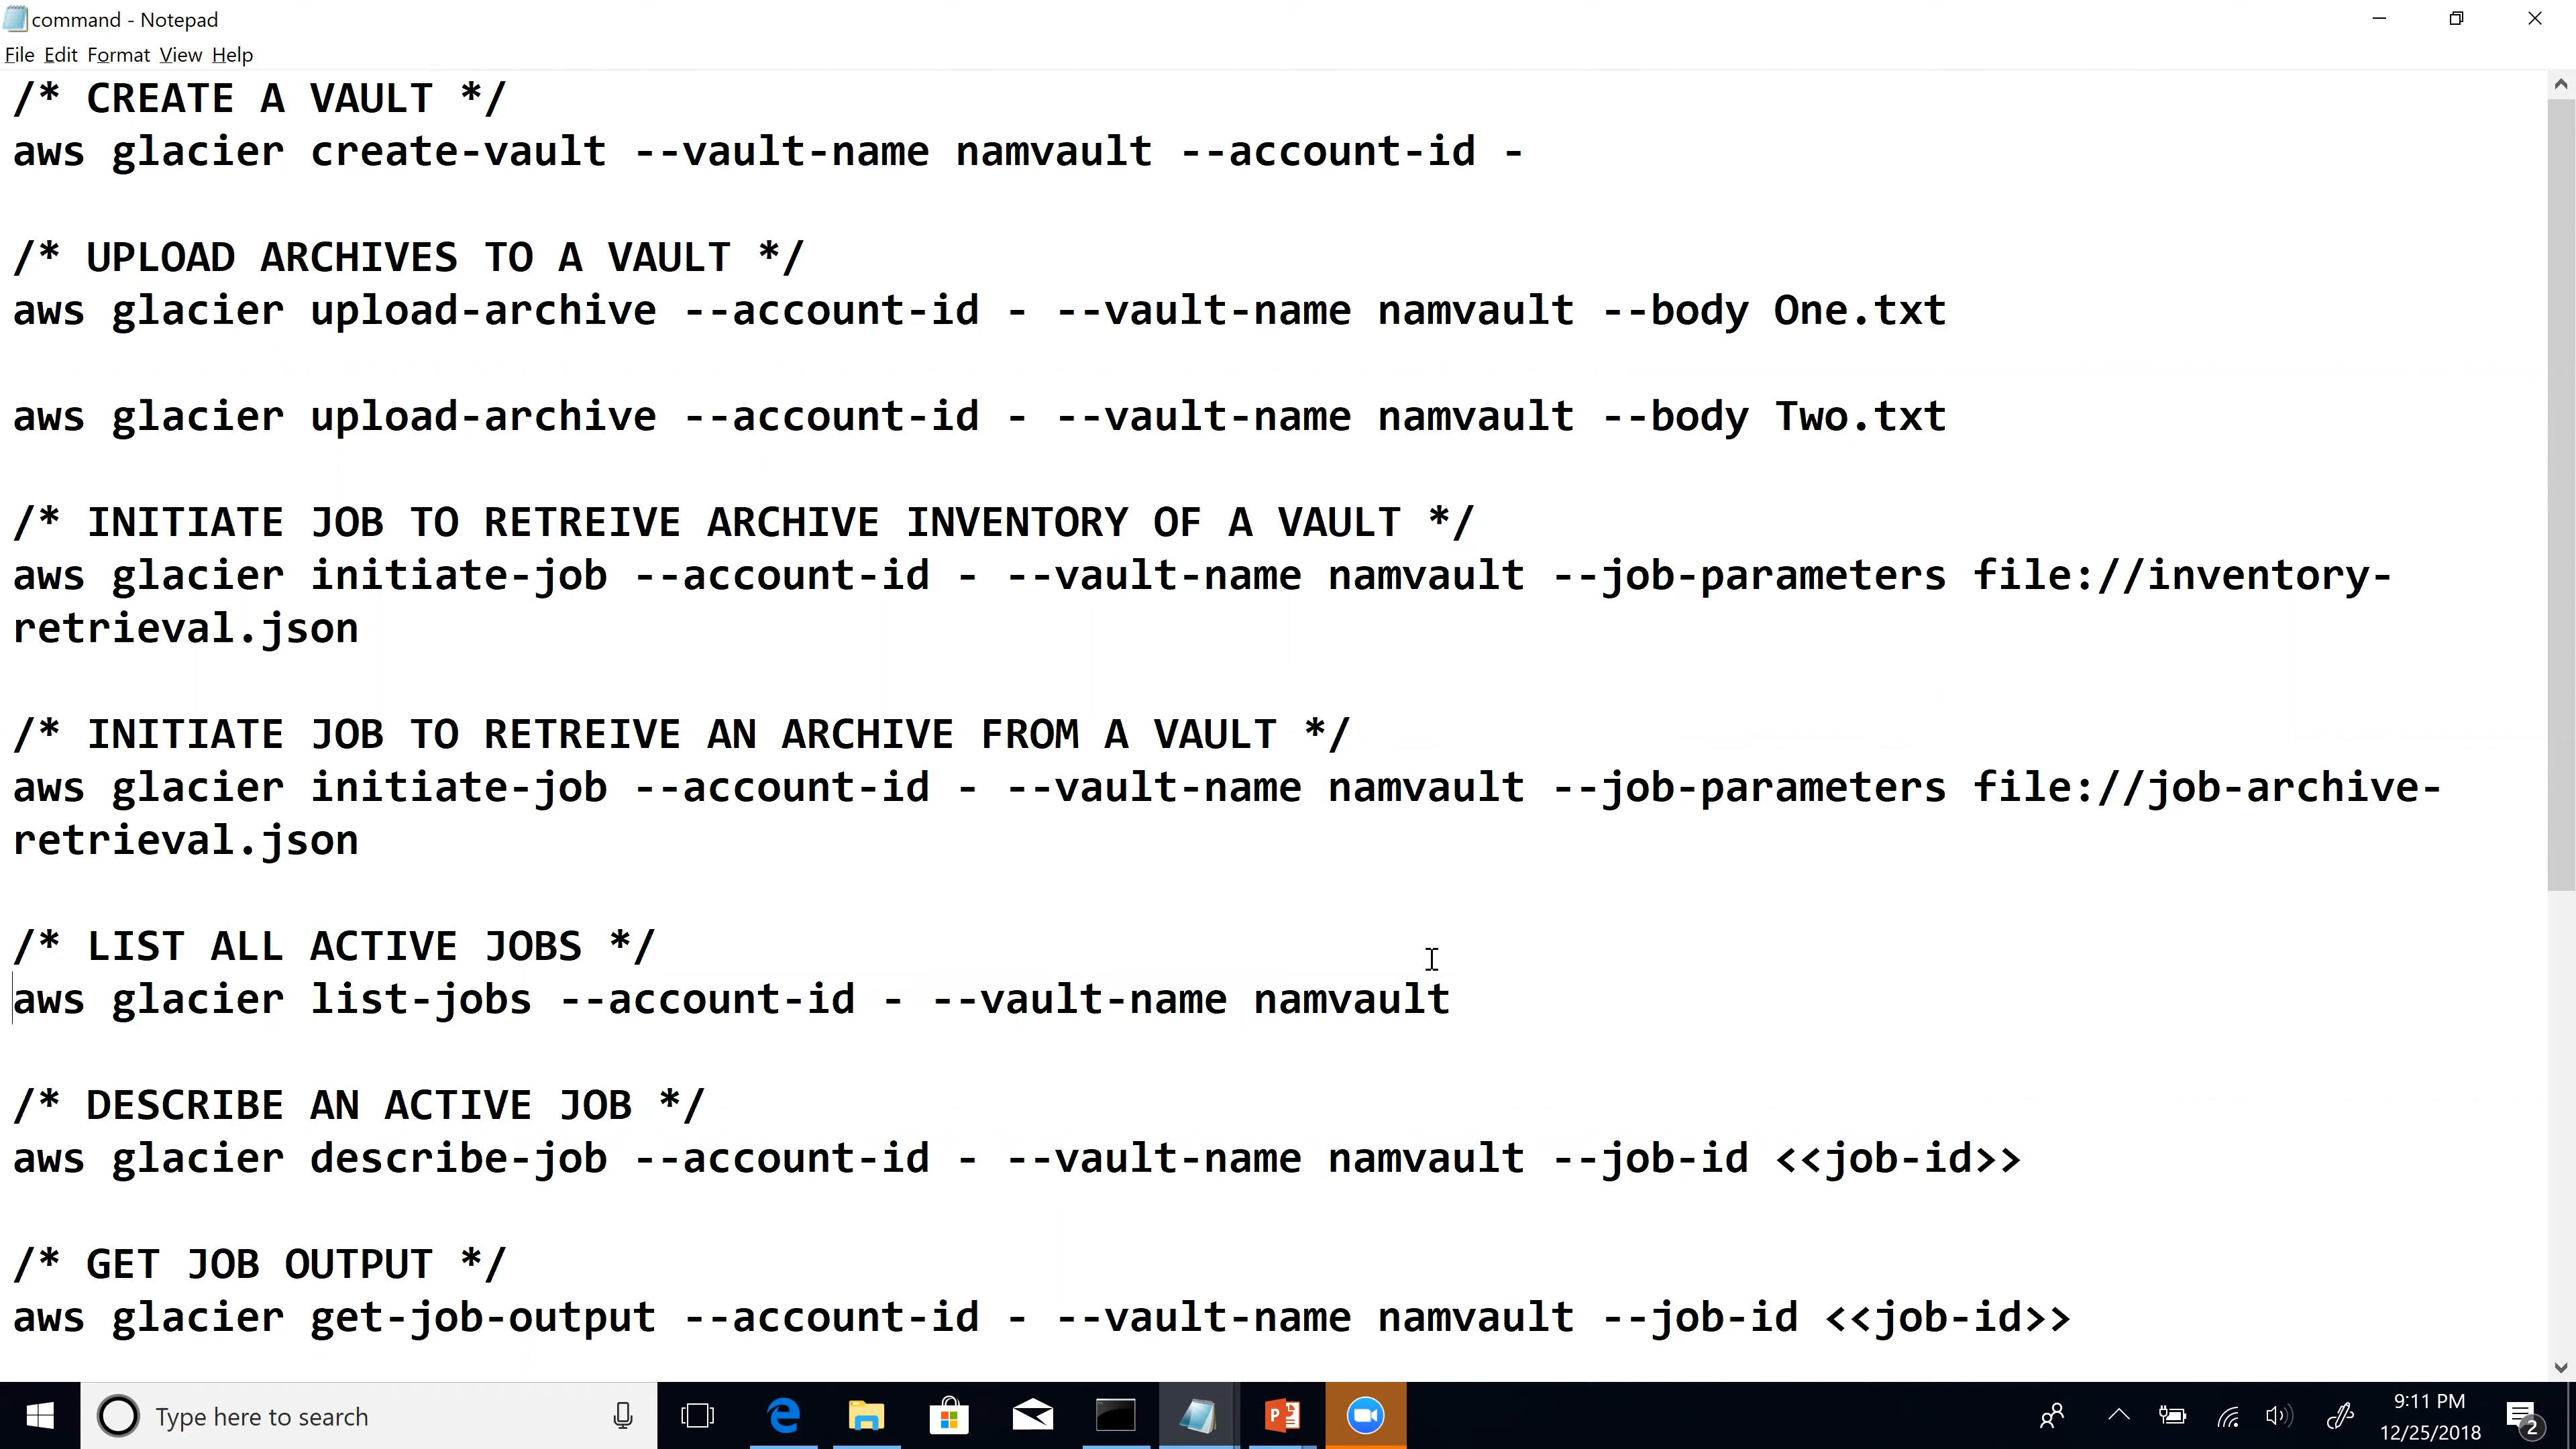 command - Notepad
File Edit Format View Help
/* CREATE A VAULT */
aws glacier create-vault --vault-name namvault --account-id -
/* UPLOAD ARCHIVES TO A VAULT */
aws glacier upload-archive --account-id - --vault-name namvault --body One.txt
aws glacier upload-archive --account-id - --vault-name namvault --body Two.txt
/* INITIATE JOB TO RETREIVE ARCHIVE INVENTORY OF A VAULT */
aws glacier initiate-job --account-id - --vault-name namvault --job-parameters file://inventory-
retrieval.json
/* INITIATE JOB TO RETREIVE AN ARCHIVE FROM A VAULT */
aws glacier initiate-job --account-id - --vault-name namvault --job-parameters file://job-archive-
retrieval.json
/* LIST ALL ACTIVE JOBS */
aws glacier list-jobs --account-id - --vault-name namvault
/* DESCRIBE AN ACTIVE JOB */
aws glacier describe-job --account-id - --vault-name namvault --job-id <<job-id>>
/* GET JOB OUTPUT */
aws glacier get-job-output --account-id - --vault-name namvault --job-id <<job-id>>
Type here to search
9:11 PM
12/25/2018
2